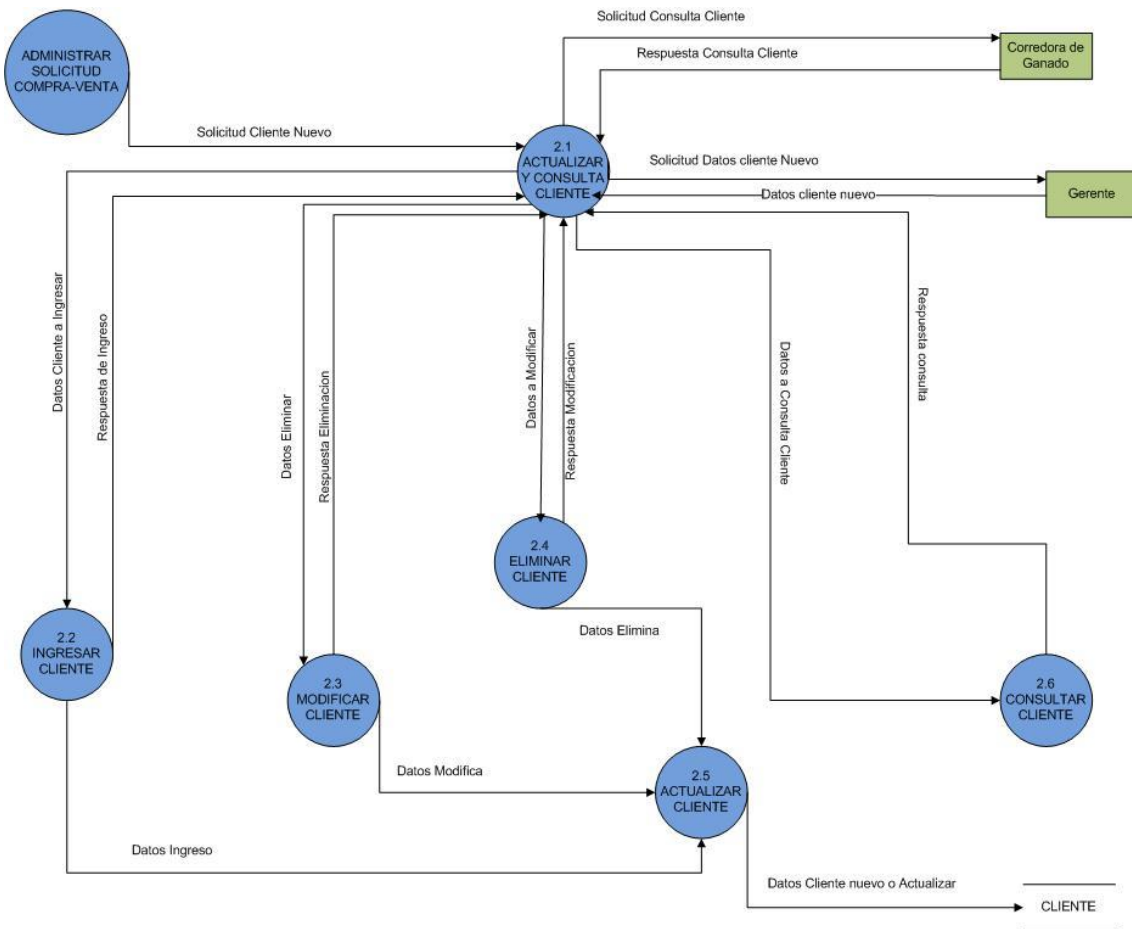 Solicitud Consulta Cliente
ADMINISTRAR
SOLICITUD
COMPRA-VENTA
Respuesta Consulta Cliente
Corredora de
Ganado
Solicitud Cliente Nuevo
2.1
ACTUALIZAR
Y CONSULTA
CLIENTE
Solicitud Datos cliente Nuevo
Datos cliente nuevo
Gerente
Datos Cliente a Ingresar
Respuesta de Ingreso
Datos Eliminar
Respuesta Eliminacion
Datos a Modificar
Respuesta Modificacion
Datos a Consulta Cliente
Respuesta consulta
2.4
ELIMINAR
CLIENTE
Datos Elimina
2.2
INGRESAR
CLIENTE
2.3
MODIFICAR
CLIENTE
2.6
CONSULTAR
CLIENTE
Datos Modifica
2.5
ACTUALIZAR
CLIENTE
Datos Ingreso
Datos Cliente nuevo o Actualizar
CLIENTE